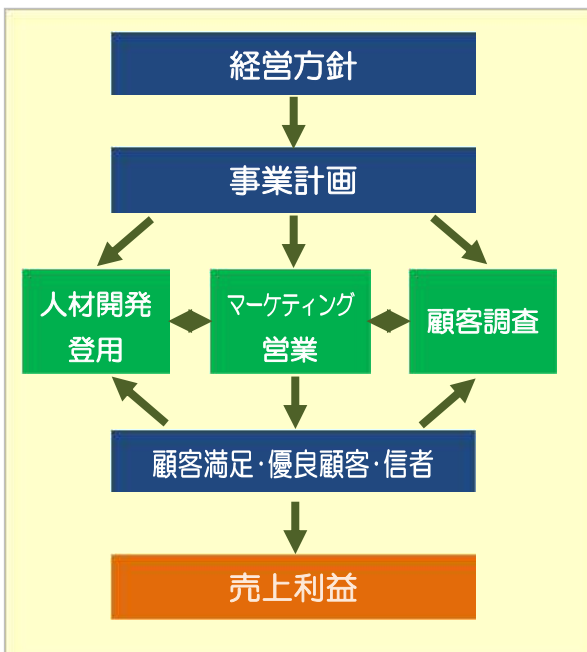 経営方針
事業計画
人材開発
登用
マーケティング
営業
顧客調査
顧客満足・優良顧客・信者
売上利益